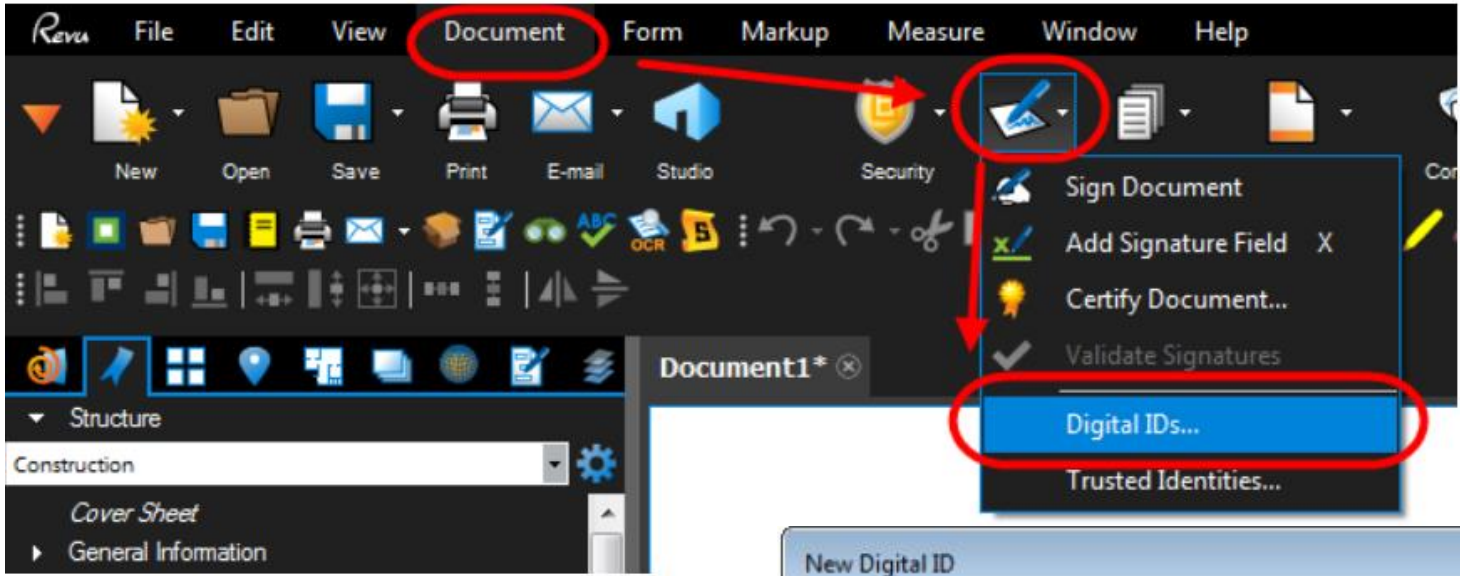 Revu File Edit View Document Form Markup Measure Window Help
New Open Save Print E-mail Studio Security
Sign Document
ABC OCR S
Add Signature Field X
Certify Document...
Validate Signatures
Document1*
Structure
Digital IDs...
Construction
Trusted Identities...
Cover Sheet
General Information
New Digital ID